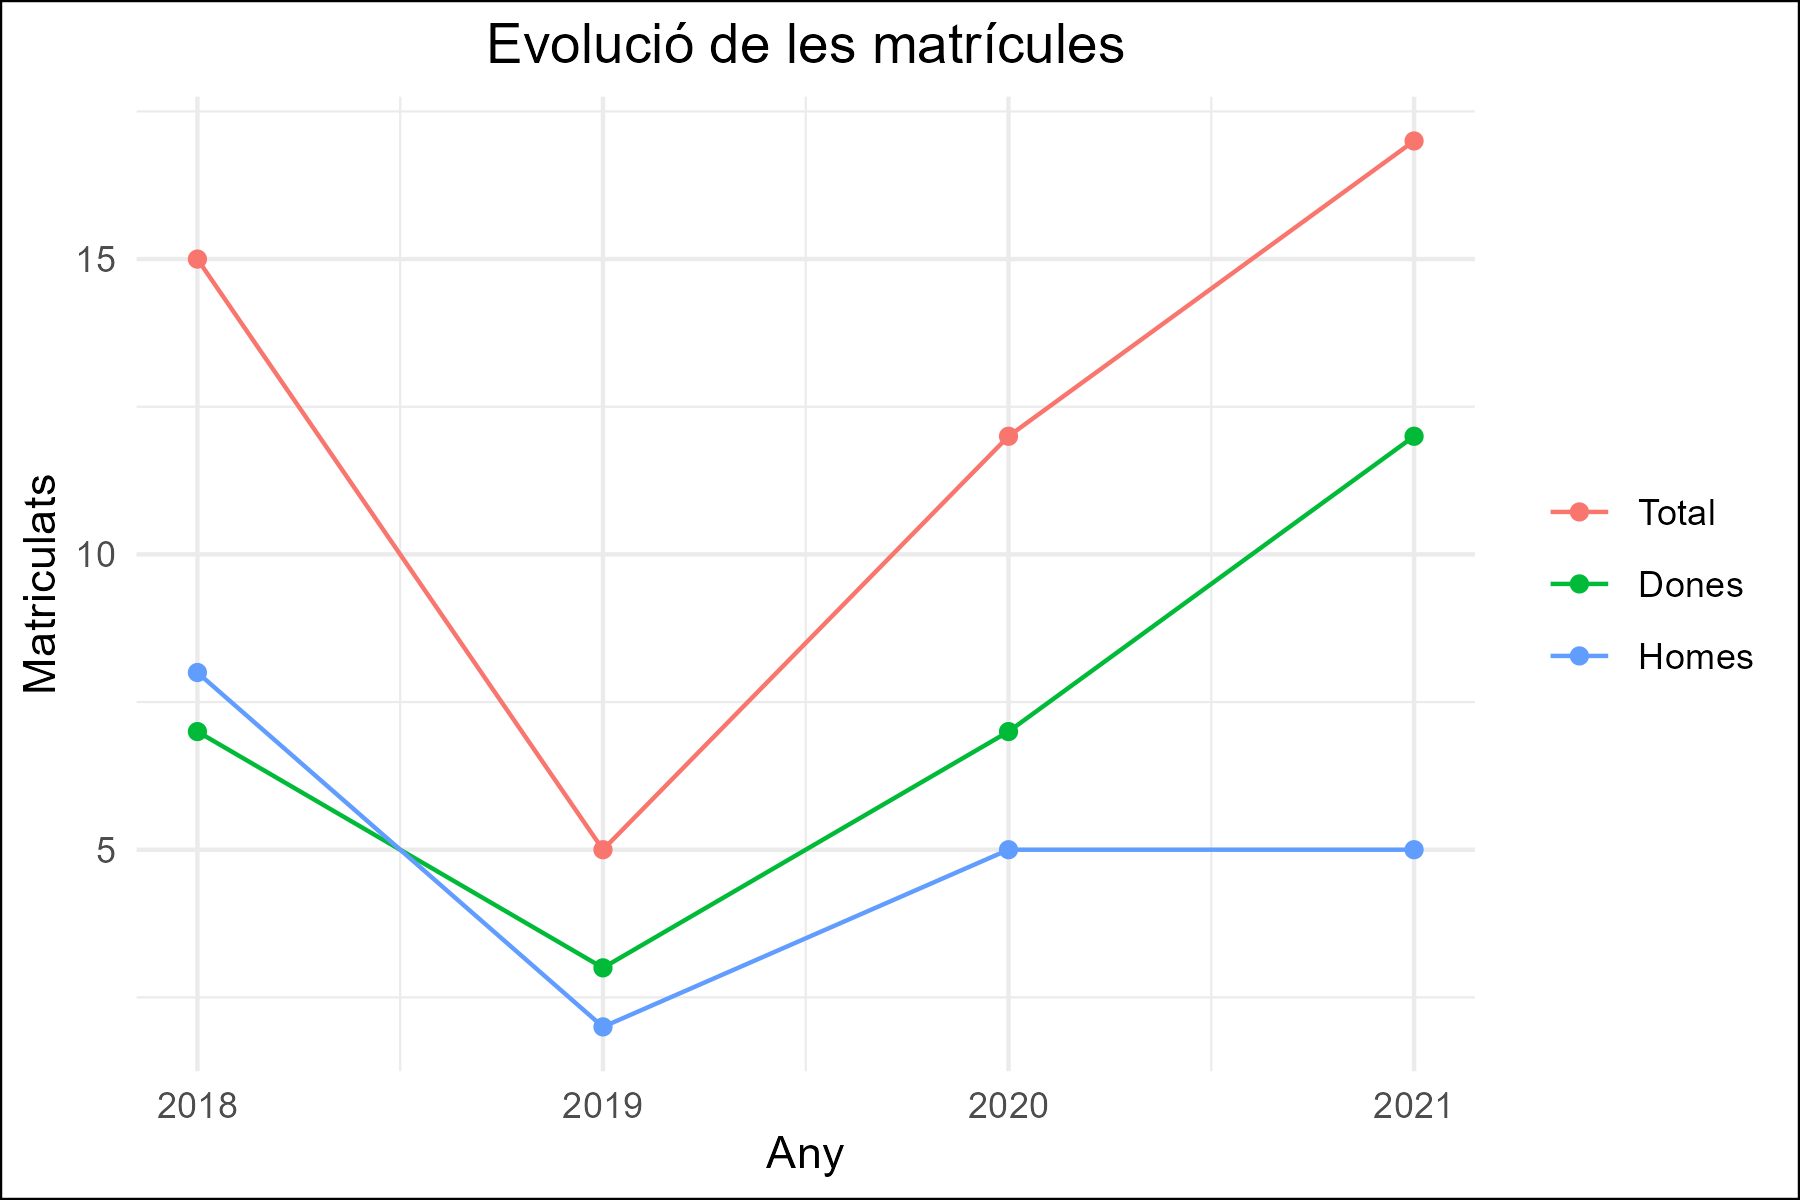 Evolució de les matrícules
Matriculats
15
10
5
2018
2019
2020
2021
Any
Total
Dones
Homes